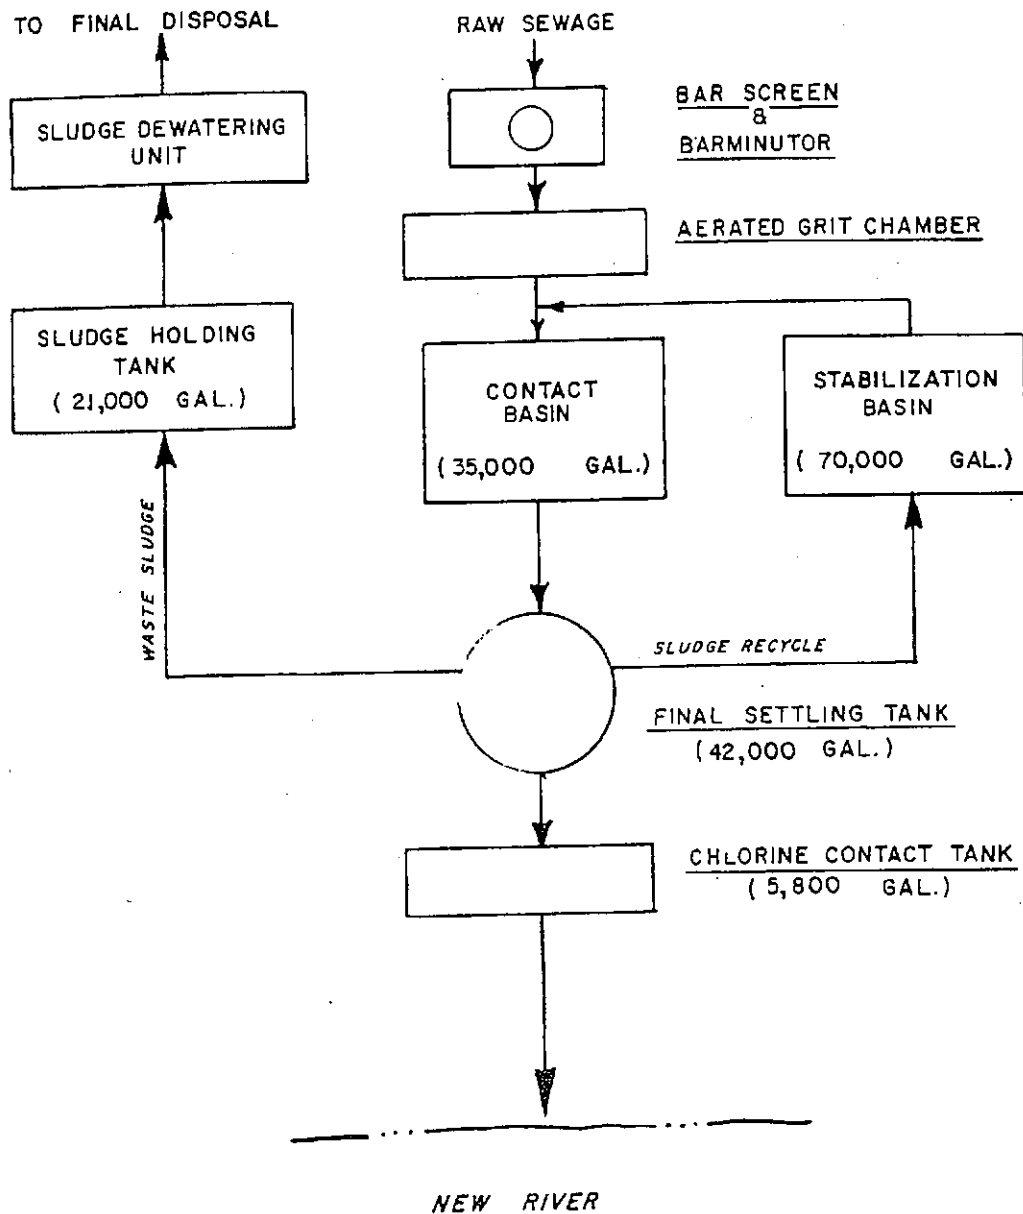 TO FINAL DISPOSAL
RAW SEWAGE
SLUDGE DEWATERING
UNIT
BAR SCREEN
&
BARMINUTOR
AERATED GRIT CHAMBER
SLUDGE HOLDING
TANK
( 21,000 GAL.)
CONTACT
BASIN
( 35,000 GAL.)
STABILIZATION
BASIN
( 70,000 GAL.)
WASTE SLUDGE
SLUDGE RECYCLE
FINAL SETTLING TANK
( 42,000 GAL.)
CHLORINE CONTACT TANK
( 5,800 GAL.)
NEW RIVER